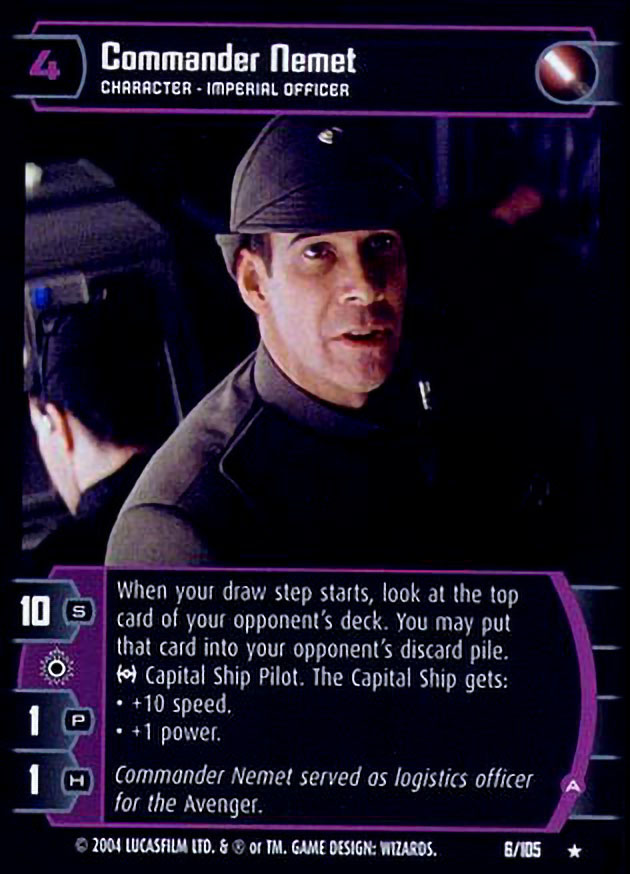 4
Commander Nemet
CHARACTER - IMPERIAL OFFICER
10 S
1 P
1 H
When your draw step starts, look at the top
card of your opponent's deck. You may put
that card into your opponent's discard pile.
Capital Ship Pilot. The Capital Ship gets:
• +10 speed.
• +1 power.
Commander Nemet served as logistics officer
for the Avenger.
A
© 2004 LUCASFILM LTD. & ® or TM. GAME DESIGN: WIZARDS.
6/105 ★